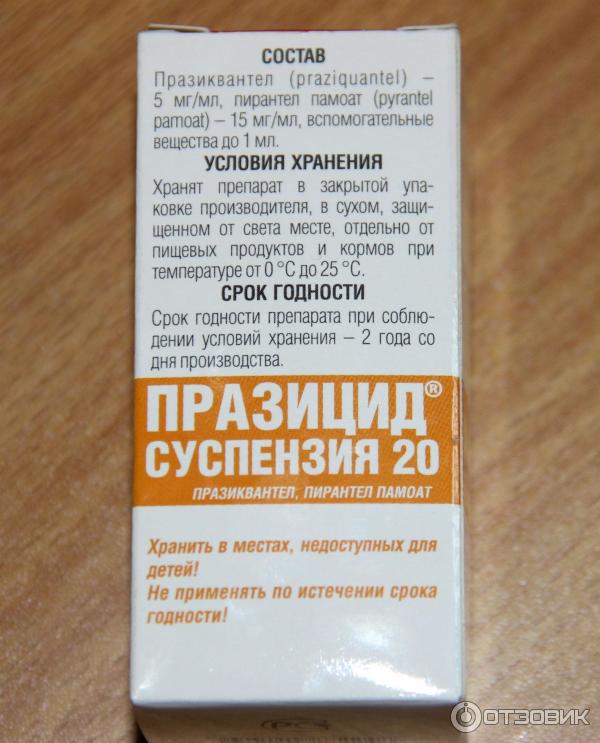 СОСТАВ
Празиквантел (praziquantel) –
5 мг/мл, пирантел памоат (pyrantel
pamoat) – 15 мг/мл, вспомогательные
вещества до 1 мл.
УСЛОВИЯ ХРАНЕНИЯ
Хранят препарат в закрытой упа-
ковке производителя, в сухом, защи-
щенном от света месте, отдельно от
пищевых продуктов и кормов при
температуре от 0 °С до 25 °С.
СРОК ГОДНОСТИ
Срок годности препарата при соблю-
дении условий хранения – 2 года со
дня производства.
ПРАЗИЦИД®
СУСПЕНЗИЯ 20
ПРАЗИКВАНТЕЛ, ПИРАНТЕЛ ПАМОАТ
Хранить в местах, недоступных для
детей!
Не применять по истечении срока
годности!
ОТЗОВИК